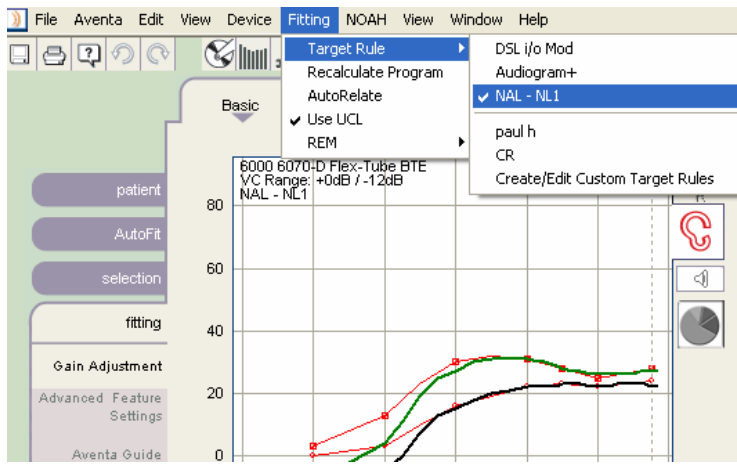 File Aventa Edit View Device Fitting NOAH View Window Help
Target Rule
Recalculate Program
AutoRelate
Use UCL
REM
DSL i/o Mod
Audiogram+
NAL - NL1
paul h
CR
Create/Edit Custom Target Rules
Basic
patient
AutoFit
selection
fitting
Gain Adjustment
Advanced Feature
Settings
Aventa Guide
6000 6070-D Flex-Tube BTE
VC Range: +0dB / -12dB
NAL - NL1
80
60
40
20
0